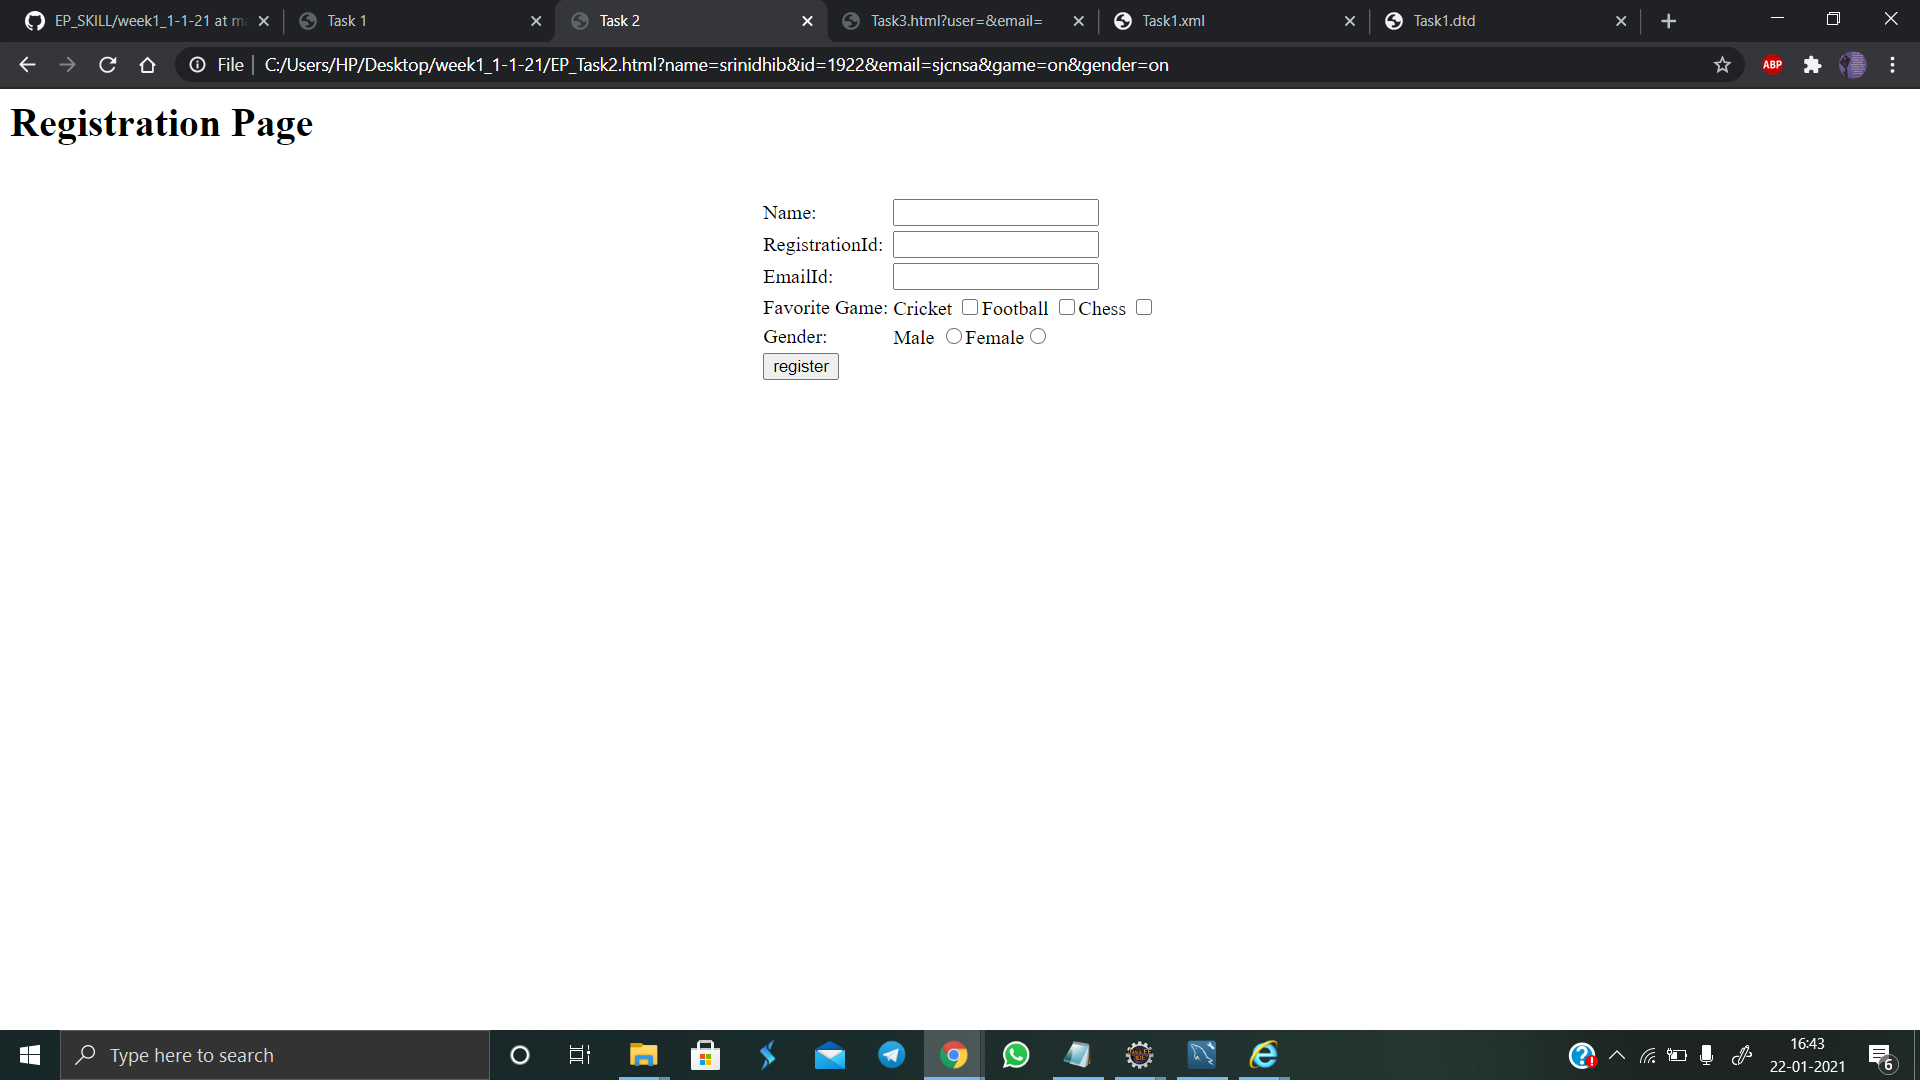 EP_SKILL/week1_1-1-21 at m
Task 1
Task 2
Task3.html?user=&email=
Task1.xml
Task1.dtd
File
C:/Users/HP/Desktop/week1_1-1-21/EP_Task2.html?name=srinidhib&id=1922&email=sjcnsa&game=on&gender=on
ABP
Registration Page
Name:
RegistrationId:
EmailId:
Favorite Game: Cricket Football Chess
Gender: Male Female
register
Type here to search
16:43
22-01-2021
6